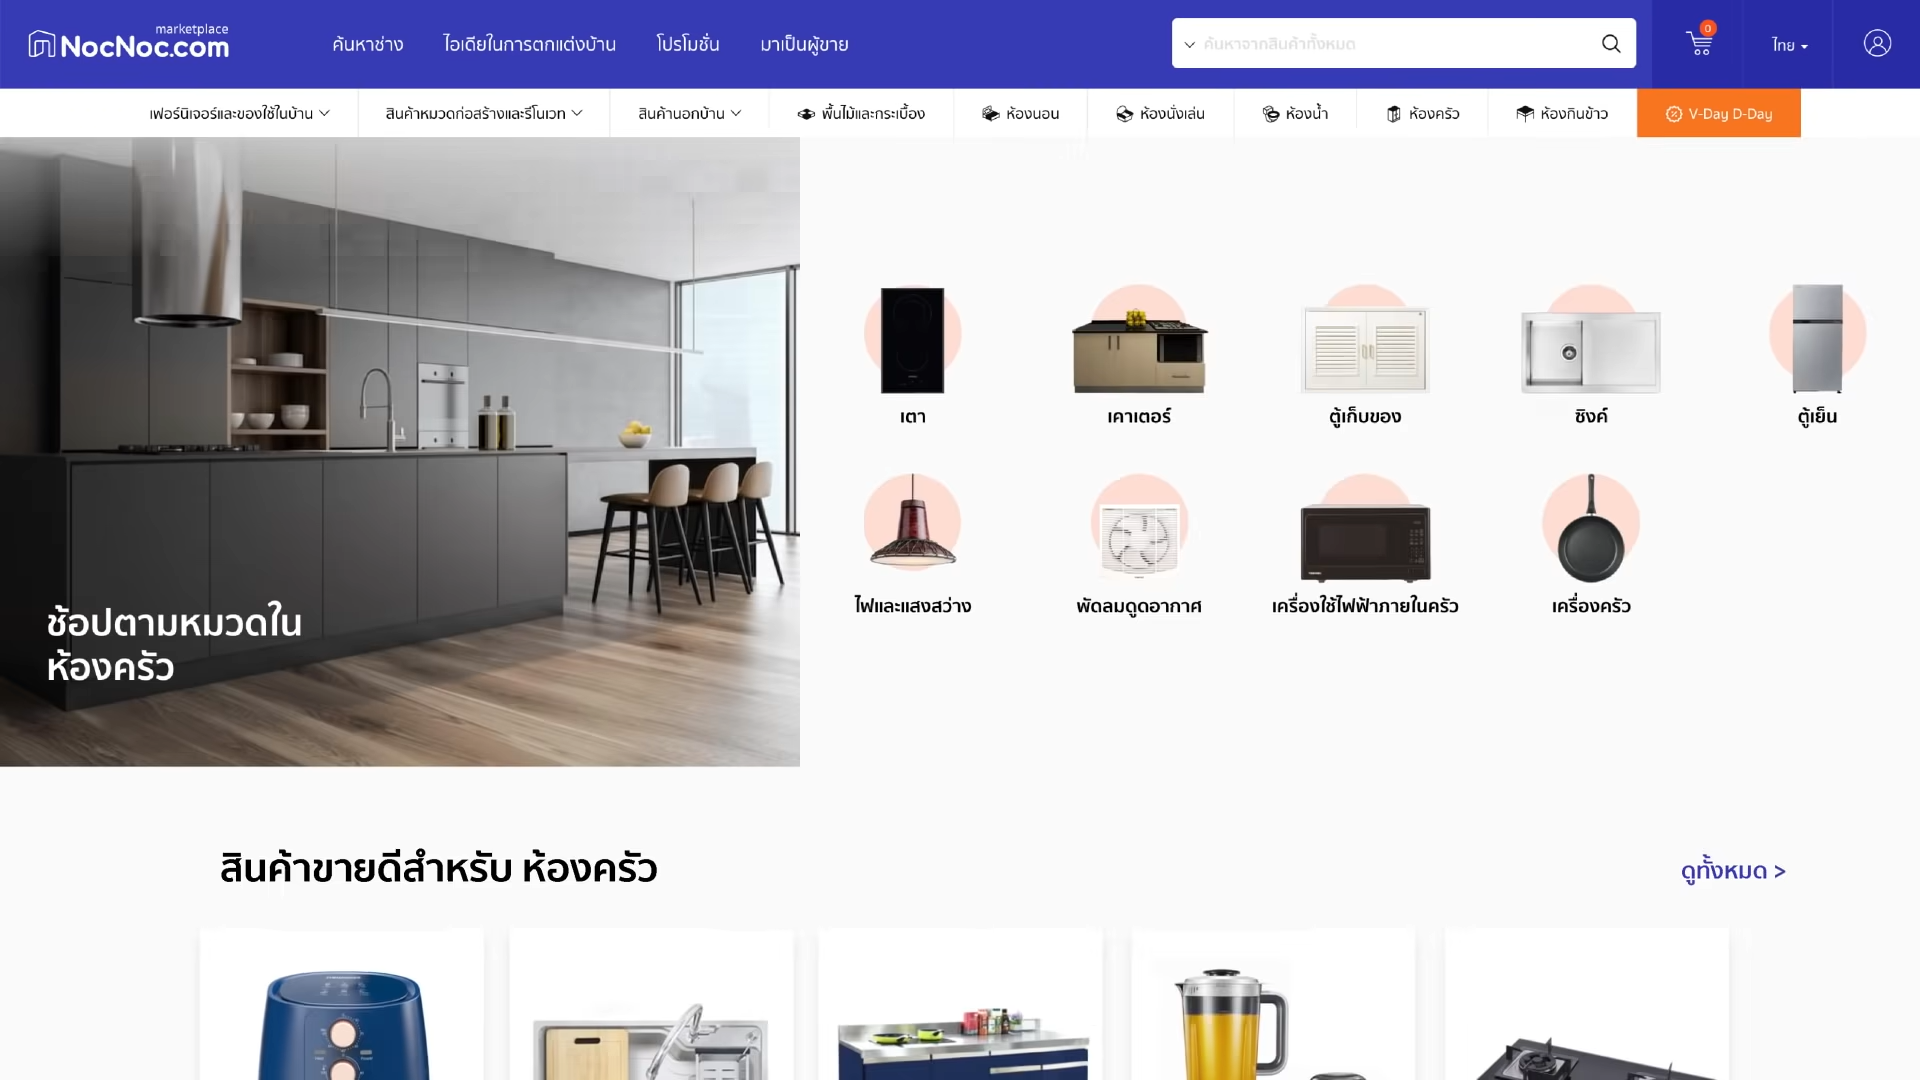 marketplace
NocNoc.com
ค้นหาช่าง
ไอเดียในการตกแต่งบ้าน
โปรโมชั่น
มาเป็นผู้ขาย
ค้นหาจากสินค้าทั้งหมด
0
ไทย
เฟอร์นิเจอร์และของใช้ในบ้าน
สินค้าหมวดก่อสร้างและรีโนเวท
สินค้านอกบ้าน
พื้นไม้และกระเบื้อง
ห้องนอน
ห้องนั่งเล่น
ห้องน้ำ
ห้องครัว
ห้องกินข้าว
V-Day D-Day
ช้อปตามหมวดใน
ห้องครัว
เตา
เคาเตอร์
ตู้เก็บของ
ซิงค์
ตู้เย็น
ไฟและแสงสว่าง
พัดลมดูดอากาศ
เครื่องใช้ไฟฟ้าภายในครัว
เครื่องครัว
สินค้าขายดีสำหรับ ห้องครัว
ดูทั้งหมด >